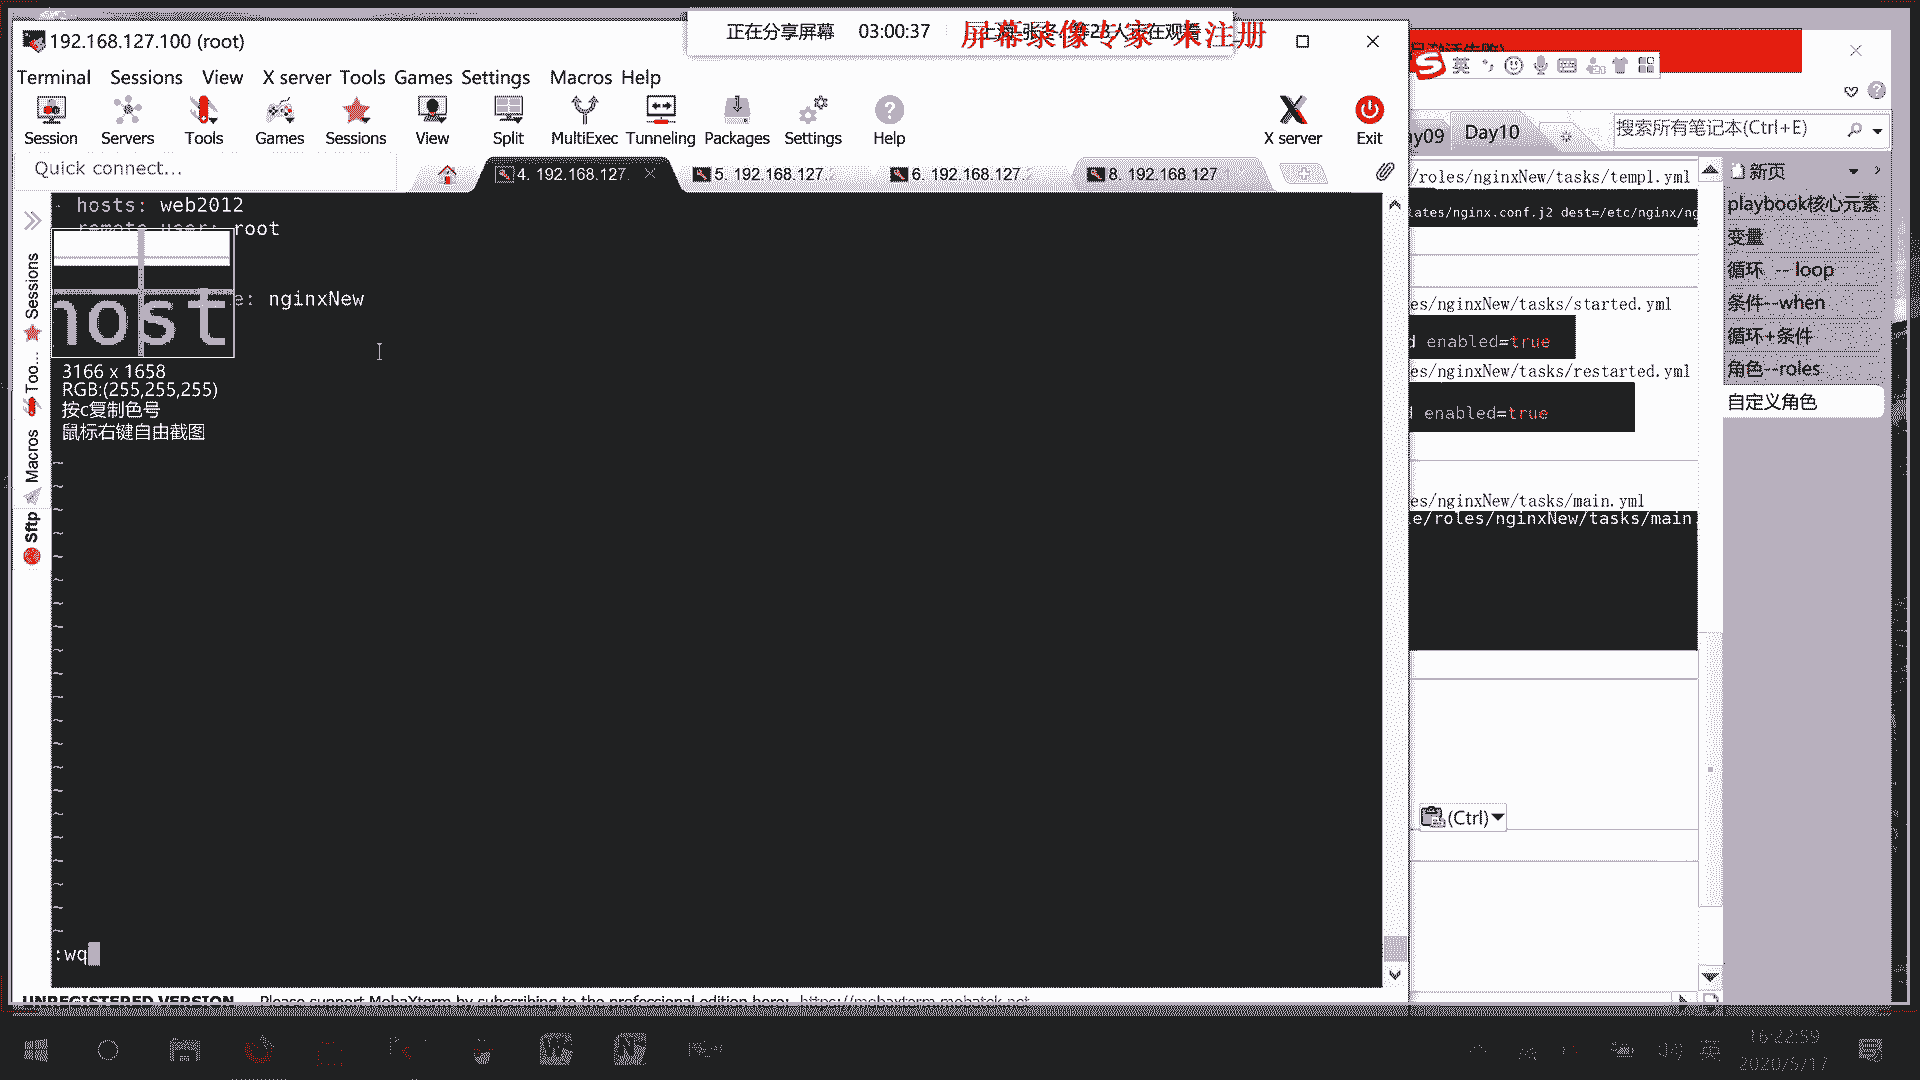 192.168.127.100 (root)
正在分享屏幕 03:00:37
屏幕录像专家 未注册
Terminal Sessions View X server Tools Games Settings Macros Help
Session Servers Tools Games Sessions View Split MultiExec Tunneling Packages Settings Help X server Exit
Quick connect...
4. 192.168.127. 5. 192.168.127. 6. 192.168.127. 8. 192.168.127
- hosts: web2012
remote_user: root
e: nginxNew
host
3166 x 1658
RGB:(255,255,255)
按c复制色号
鼠标右键自由截图
:wq
Sessions
Too...
Macros
Sftp
UNREGISTERED VERSION - Please support MobaXterm by subscribing to the professional edition here: https://mobaxterm.mobatek.net
英
ay09 Day10
搜索所有笔记本(Ctrl+E)
/roles/nginxNew/tasks/templ.yml
lates/nginx.conf.j2 dest=/etc/nginx/ng
es/nginxNew/tasks/started.yml
d enabled=true
es/nginxNew/tasks/restarted.yml
d enabled=true
es/nginxNew/tasks/main.yml
e/roles/nginxNew/tasks/main.
(Ctrl)
新页
playbook核心元素
变量
循环 -- loop
条件--when
循环+条件
角色--roles
自定义角色
英
16:22:59
2020/5/17